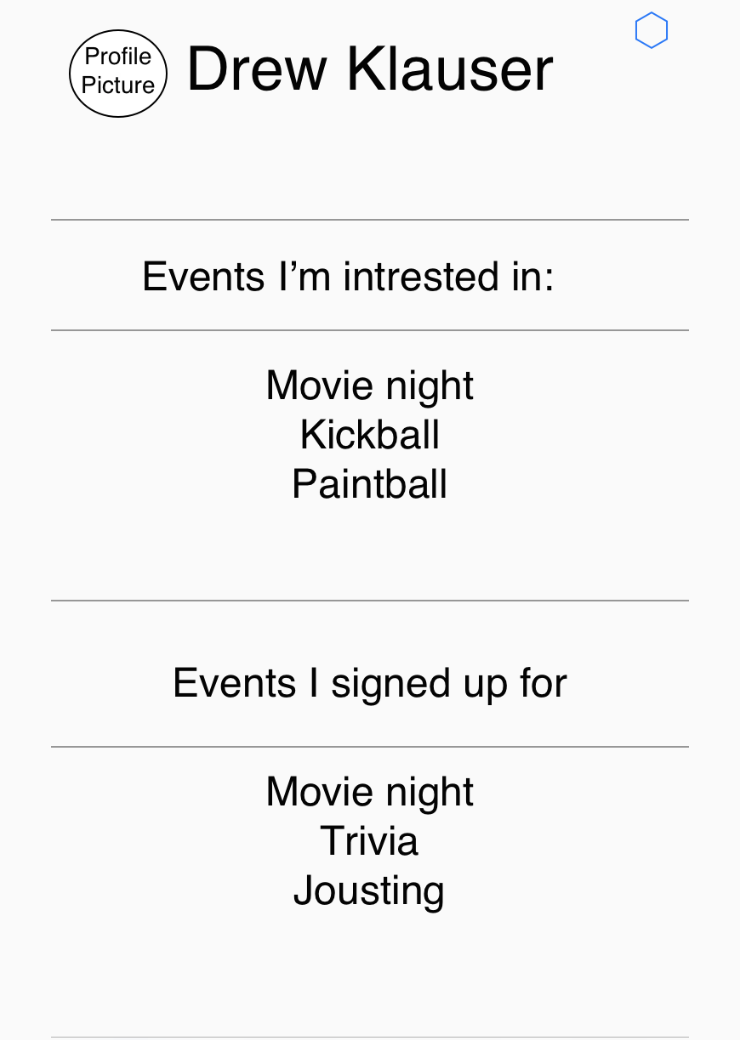 Profile
Picture
Drew Klauser
Events I’m intrested in:
Movie night
Kickball
Paintball
Events I signed up for
Movie night
Trivia
Jousting